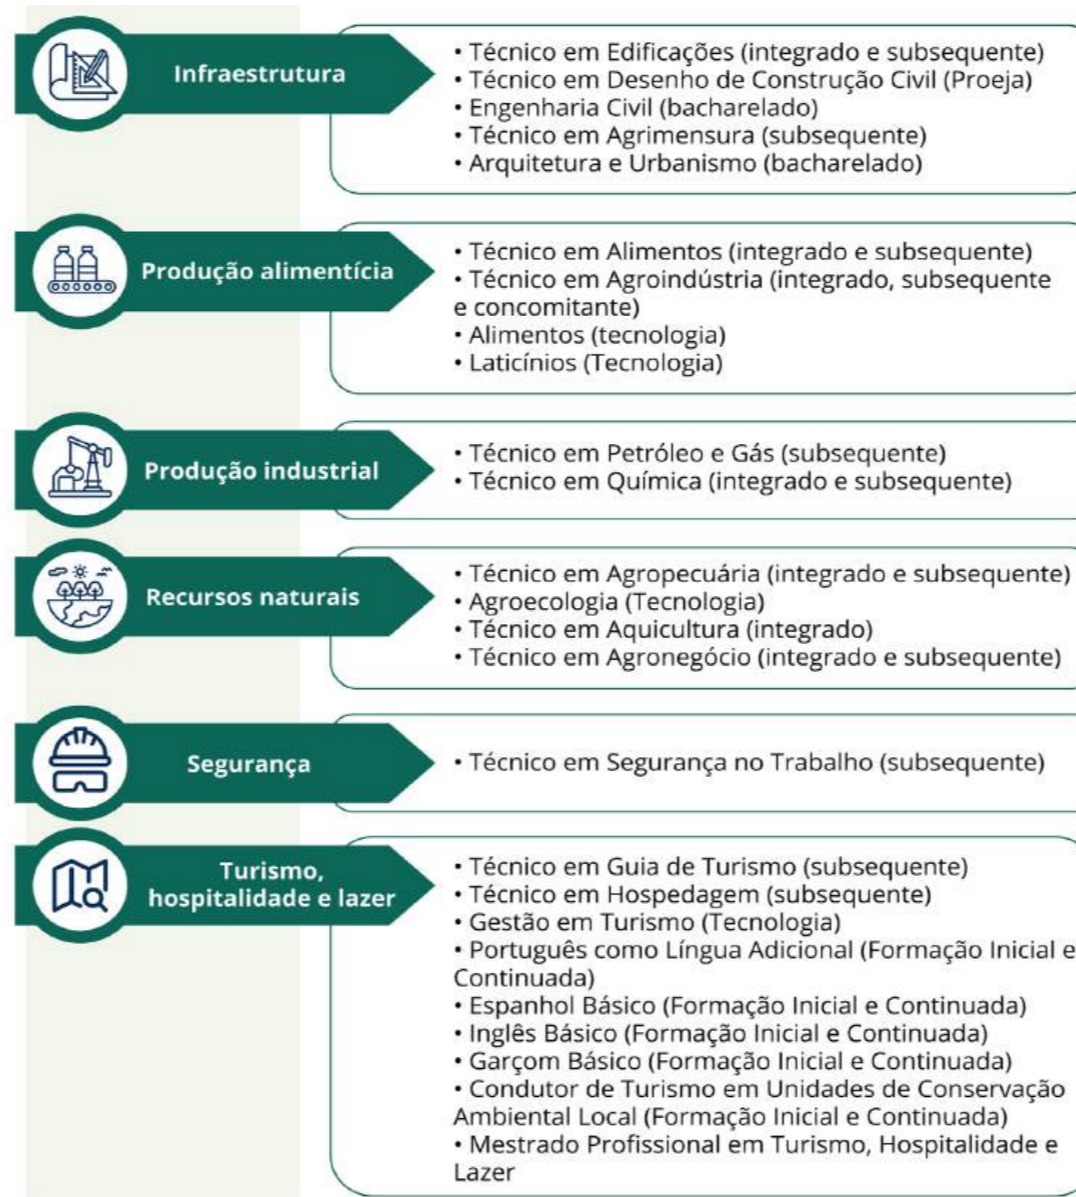 Infraestrutura
• Técnico em Edificações (integrado e subsequente)
• Técnico em Desenho de Construção Civil (Proeja)
• Engenharia Civil (bacharelado)
• Técnico em Agrimensura (subsequente)
• Arquitetura e Urbanismo (bacharelado)
Produção alimentícia
• Técnico em Alimentos (integrado e subsequente)
• Técnico em Agroindústria (integrado, subsequente
e concomitante)
• Alimentos (tecnologia)
• Laticínios (Tecnologia)
Produção industrial
• Técnico em Petróleo e Gás (subsequente)
• Técnico em Química (integrado e subsequente)
Recursos naturais
• Técnico em Agropecuária (integrado e subsequente)
• Agroecologia (Tecnologia)
• Técnico em Aquicultura (integrado)
• Técnico em Agronegócio (integrado e subsequente)
Segurança
• Técnico em Segurança no Trabalho (subsequente)
Turismo,
hospitalidade e lazer
• Técnico em Guia de Turismo (subsequente)
• Técnico em Hospedagem (subsequente)
• Gestão em Turismo (Tecnologia)
• Português como Língua Adicional (Formação Inicial e
Continuada)
• Espanhol Básico (Formação Inicial e Continuada)
• Inglês Básico (Formação Inicial e Continuada)
• Garçom Básico (Formação Inicial e Continuada)
• Condutor de Turismo em Unidades de Conservação
Ambiental Local (Formação Inicial e Continuada)
• Mestrado Profissional em Turismo, Hospitalidade e
Lazer